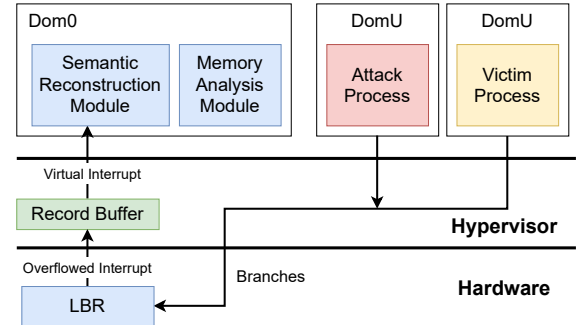 Dom0
DomU
DomU
Semantic
Reconstruction
Module
Memory
Analysis
Module
Attack
Process
Victim
Process
Virtual Interrupt
Record Buffer
Hypervisor
Overflowed Interrupt
Branches
Hardware
LBR